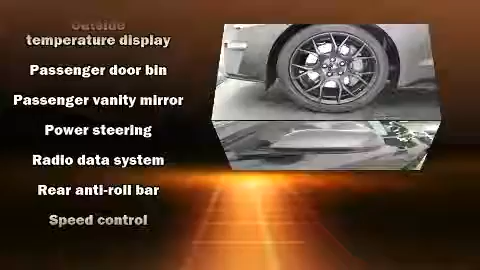 Outside
temperature display
Passenger door bin
Passenger vanity mirror
Power steering
Radio data system
Rear anti-roll bar
Speed control